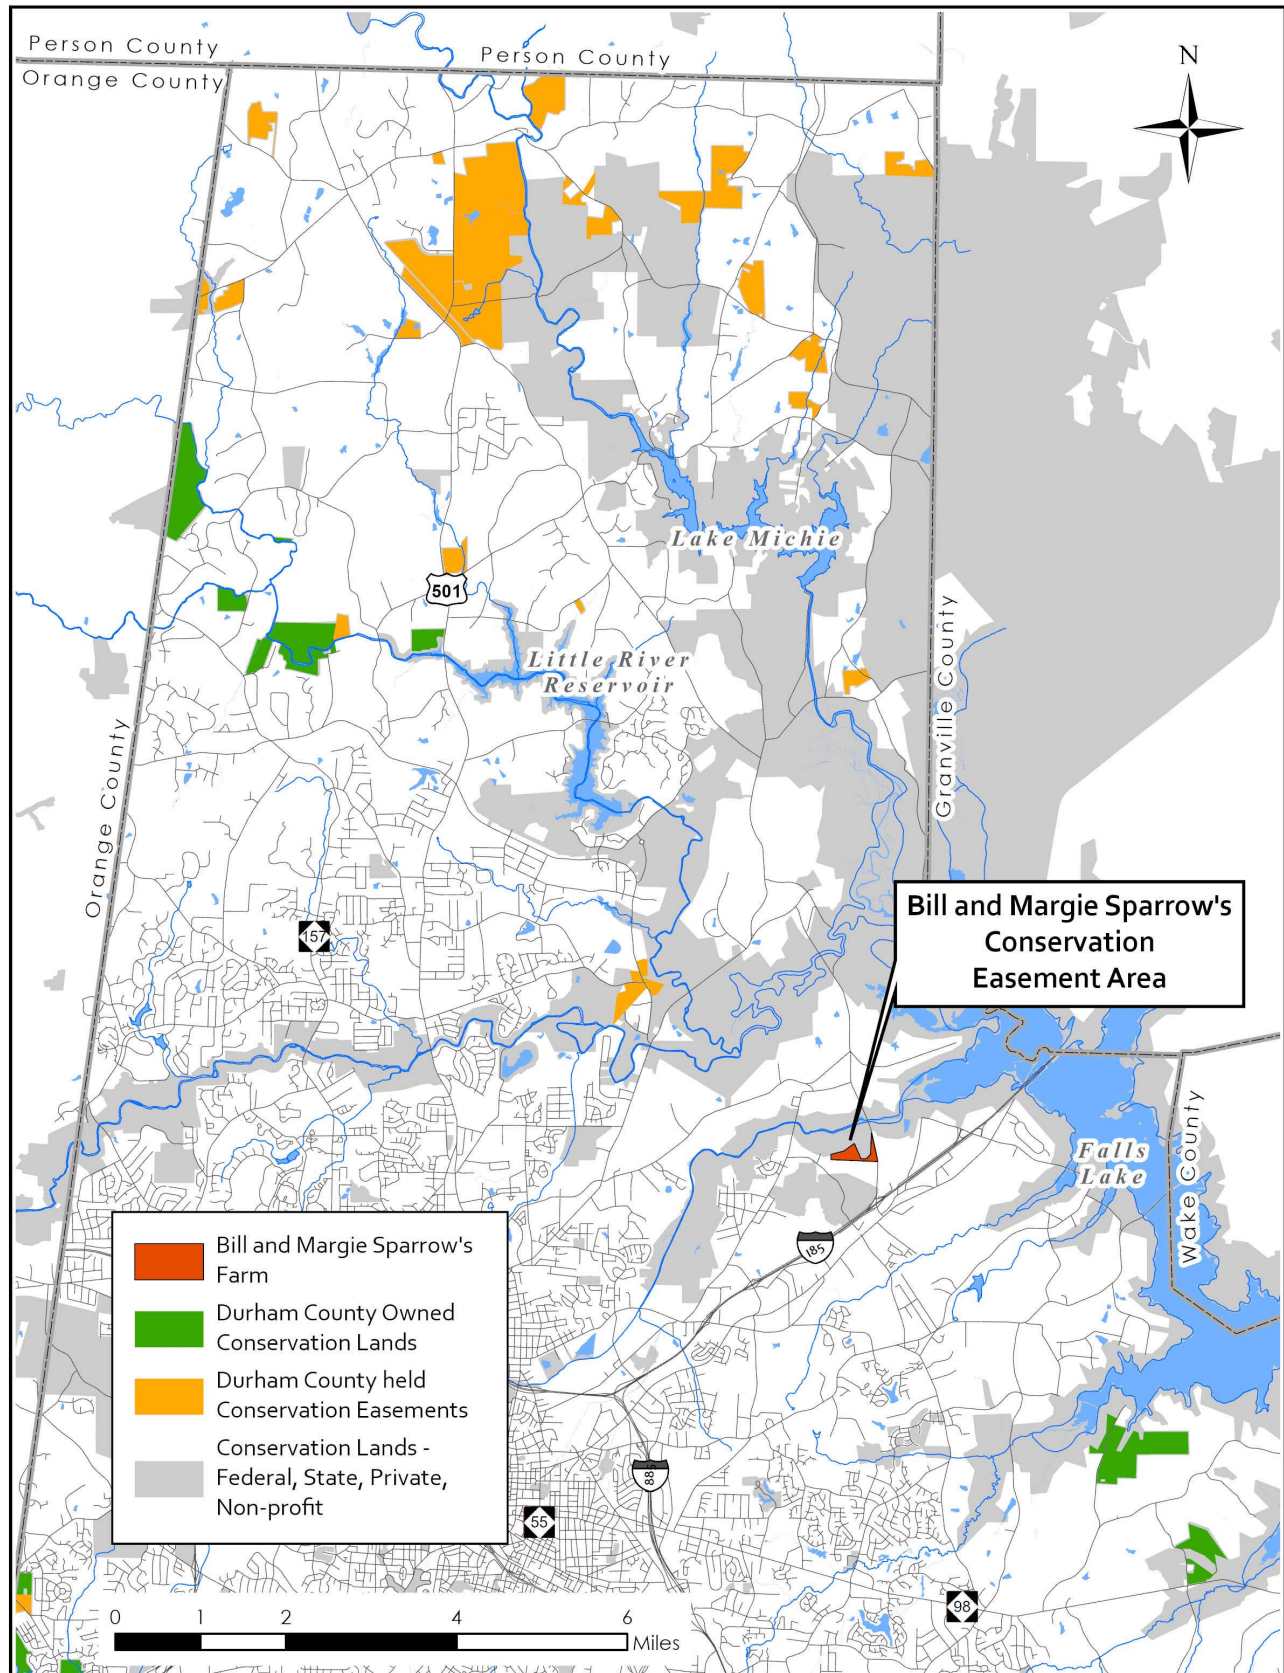 Person County
Person County
Orange County
N
Lake Michie
501
Little River
Reservoir
Granville County
Orange County
Bill and Margie Sparrow's
Conservation
Easement Area
157
Falls
Lake
Wake County
I85
Bill and Margie Sparrow's
Farm
Durham County Owned
Conservation Lands
Durham County held
Conservation Easements
Conservation Lands -
Federal, State, Private,
Non-profit
885
55
98
0 1 2 4 6
Miles